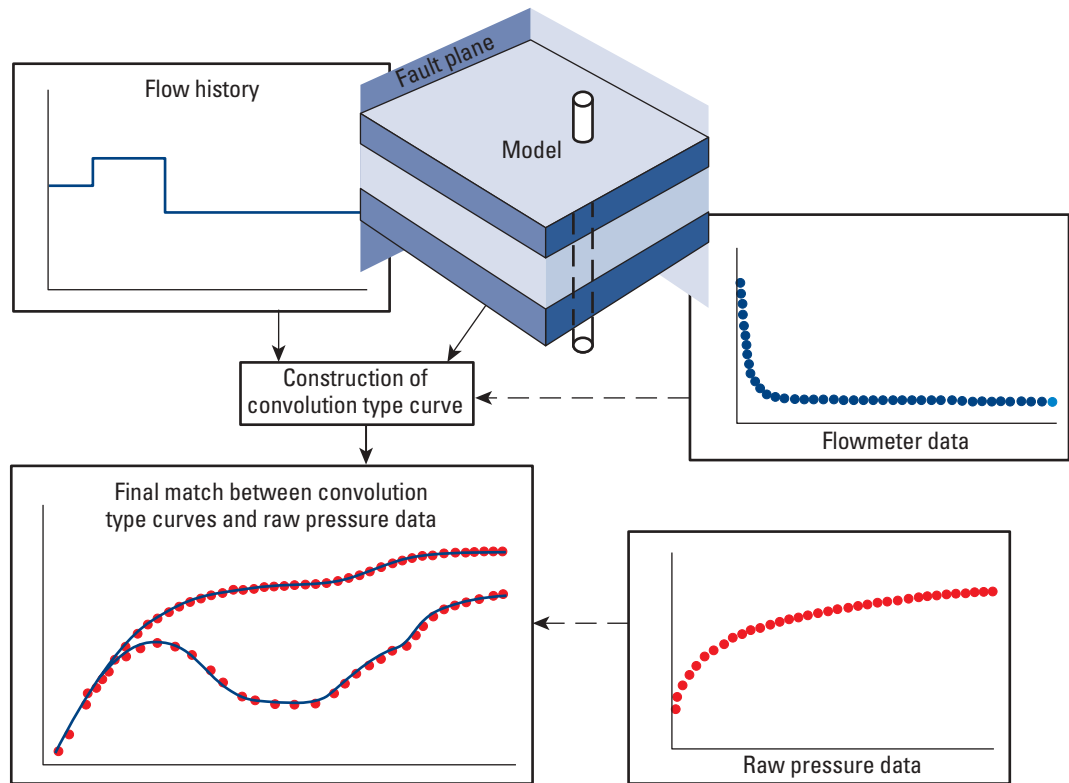 Fault plane
Flow history
Model
Construction of
convolution type curve
Flowmeter data
Final match between convolution
type curves and raw pressure data
Raw pressure data